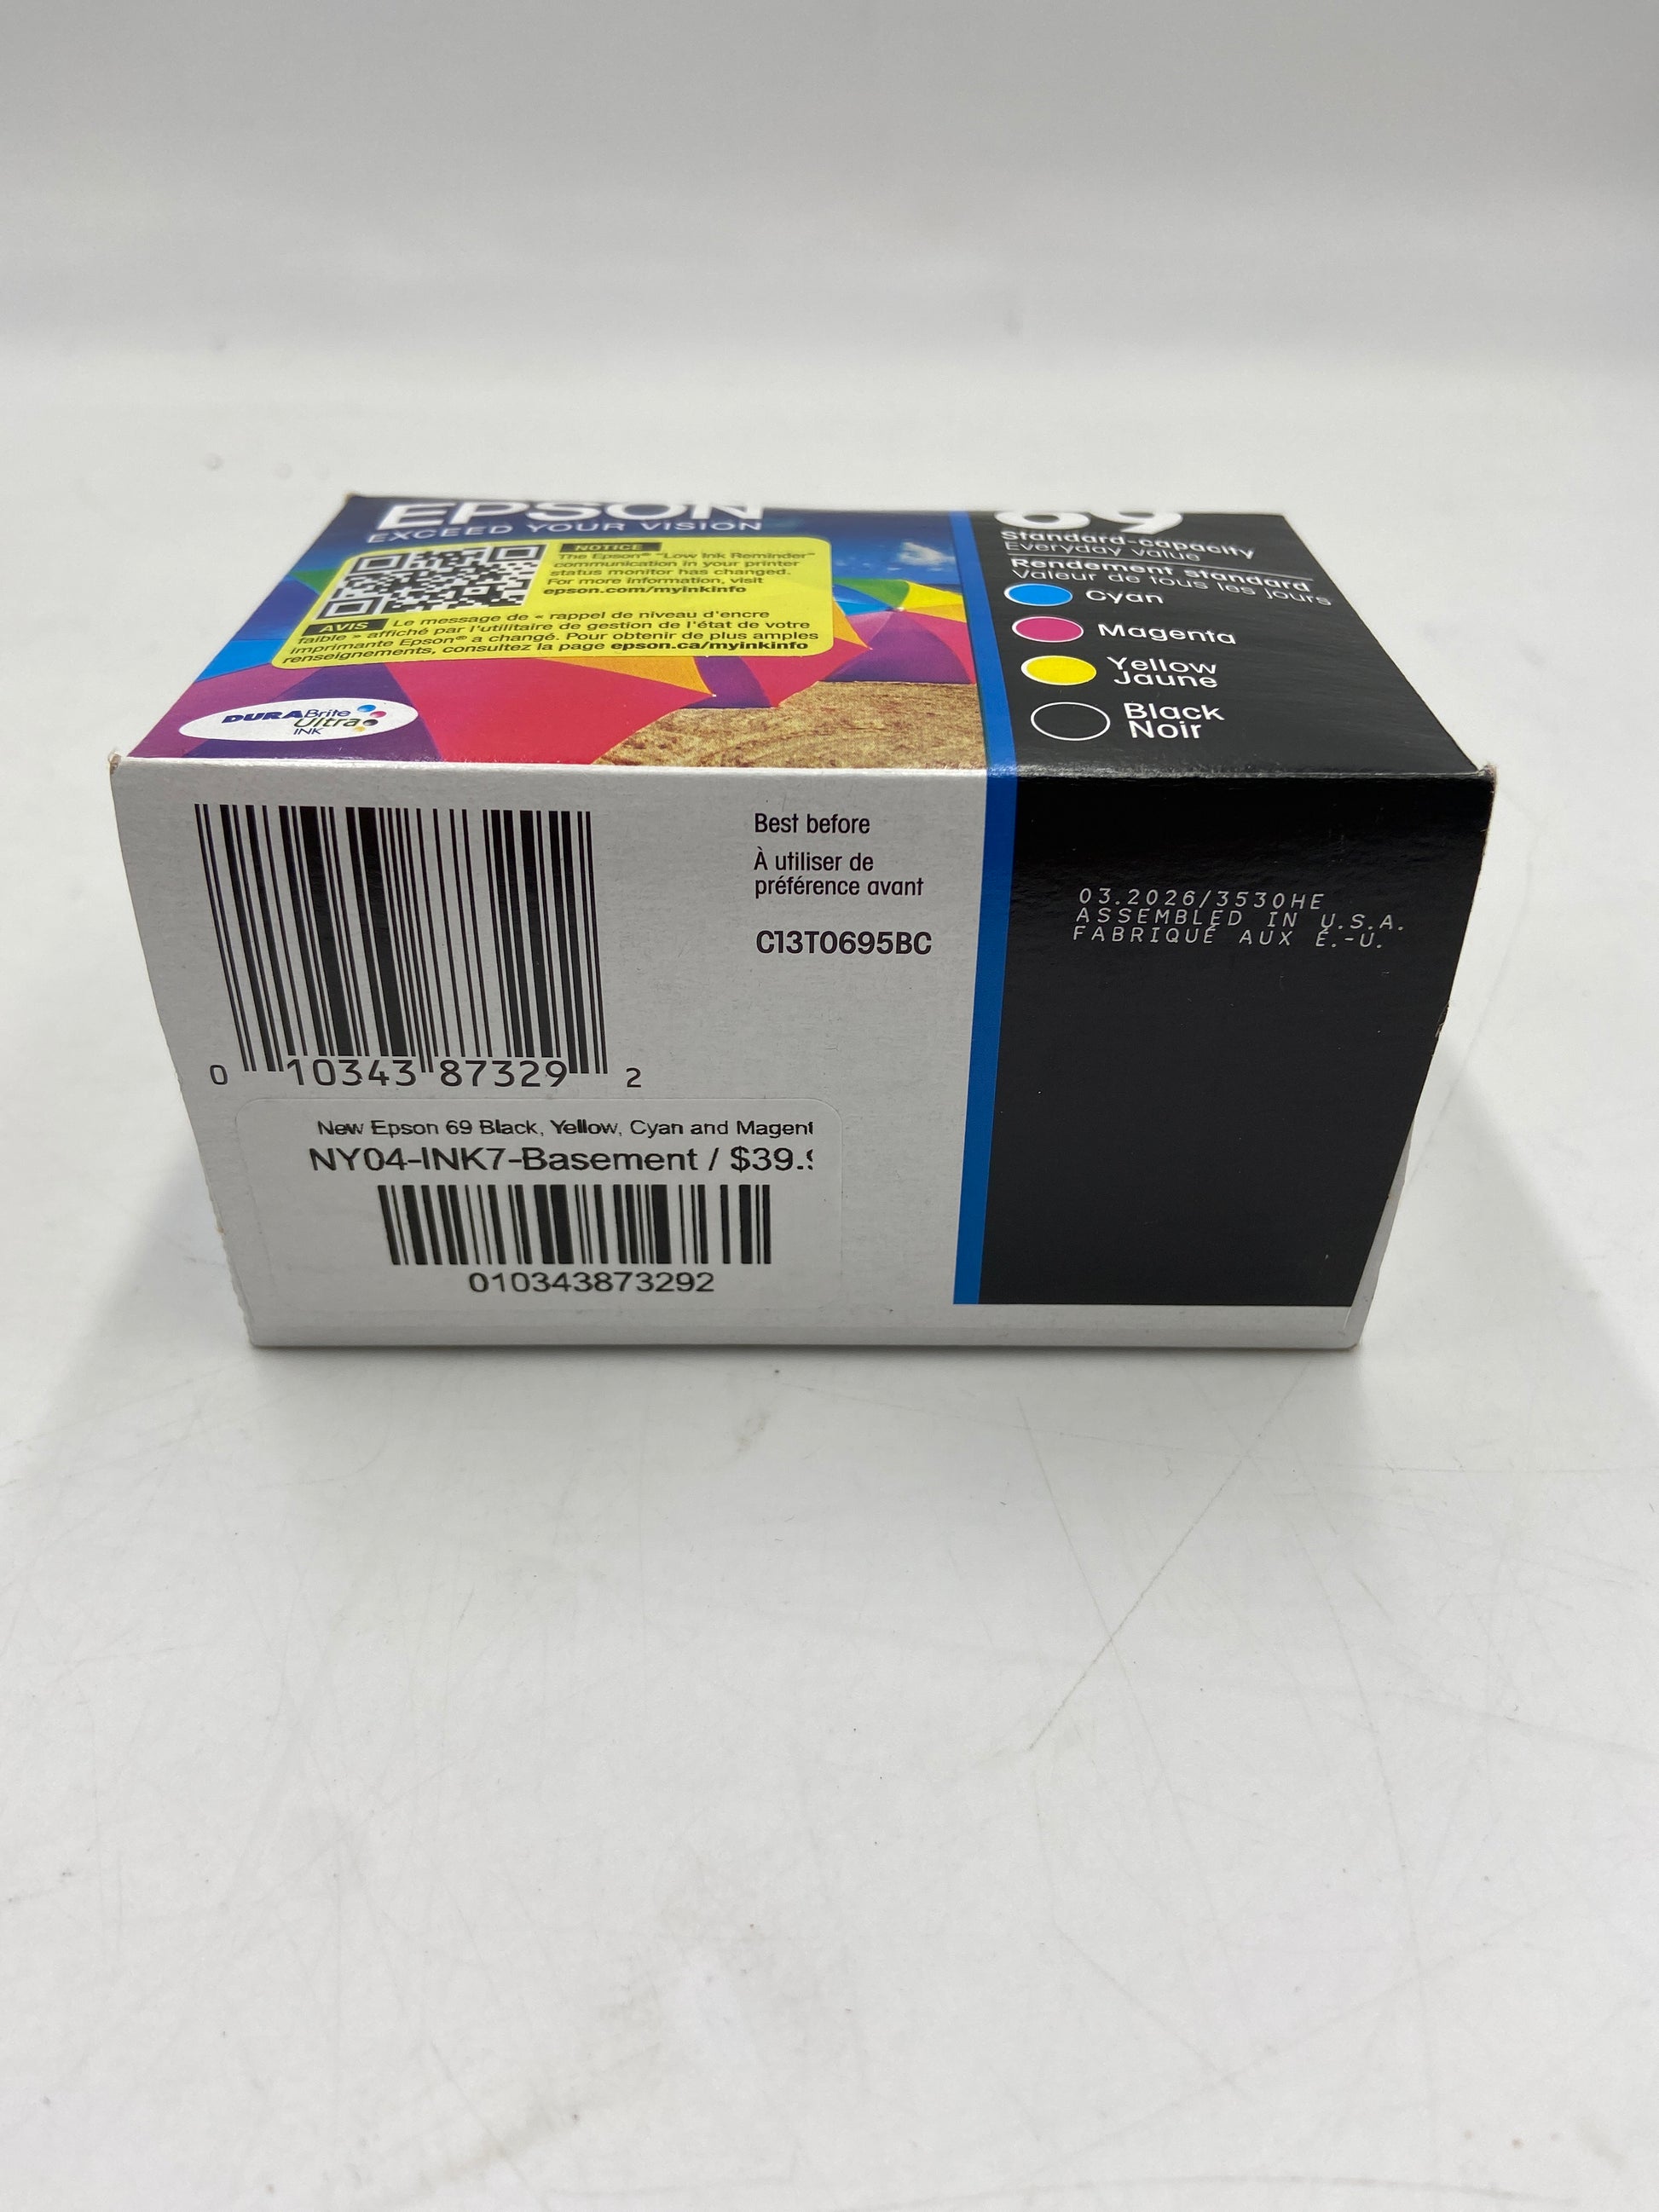 EPSON
EXCEED YOUR VISION
NOTICE
The Epson® "Low Ink Reminder"
communication in your printer
status monitor has changed.
For more information, visit
epson.com/myinkinfo
AVIS Le message de « rappel de niveau d'encre
faible » affiché par l'utilitaire de gestion de l'état de votre
imprimante Epson® a changé. Pour obtenir de plus amples
renseignements, consultez la page epson.ca/myinkinfo
DURABrite
Ultra
INK
69
Standard-capacity
Everyday value
Rendement standard
Valeur de tous les jours
Cyan
Magenta
Yellow
Jaune
Black
Noir
0 10343 87329 2
Best before
À utiliser de
préférence avant
C13T0695BC
03.2026/3530HE
ASSEMBLED IN U.S.A.
FABRIQUÉ AUX É.-U.
New Epson 69 Black, Yellow, Cyan and Magent
NY04-INK7-Basement / $39.9
010343873292